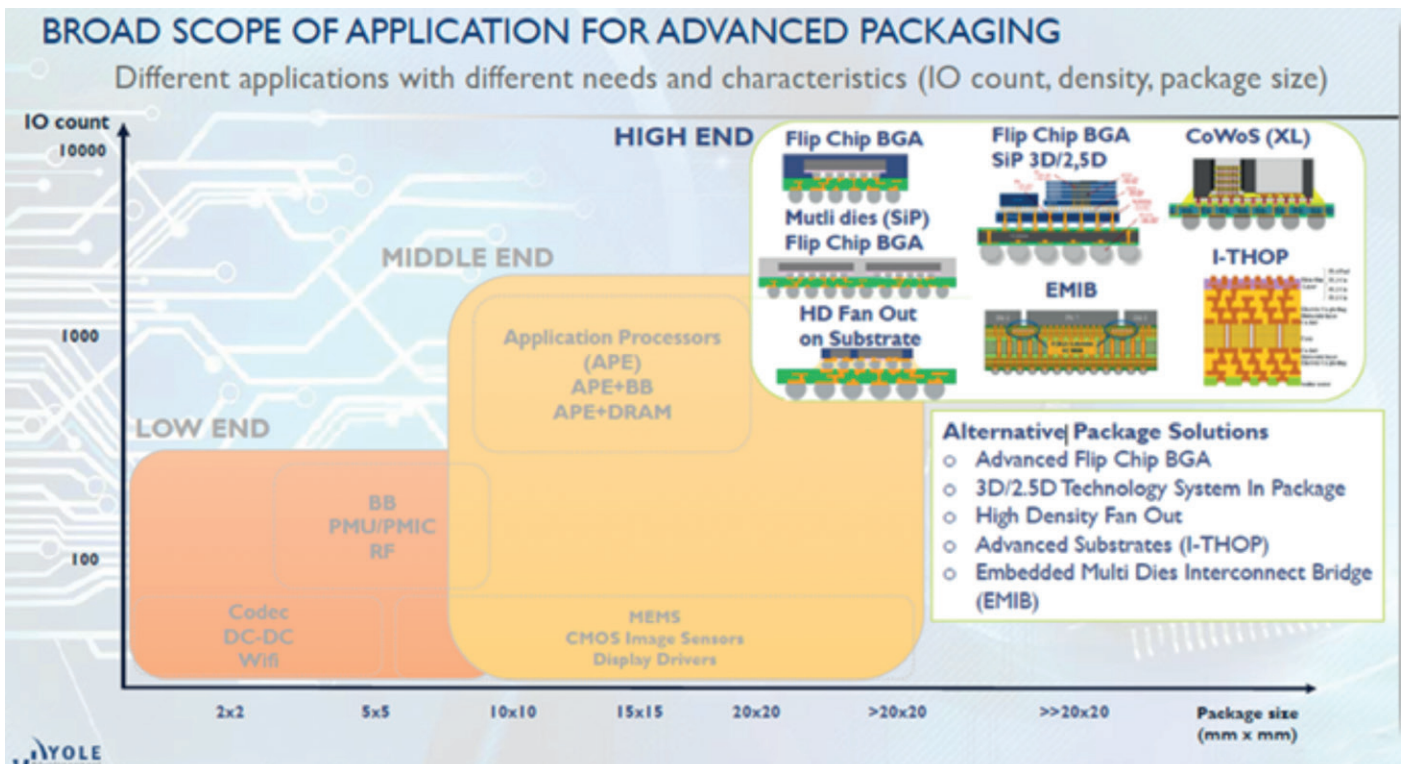 BROAD SCOPE OF APPLICATION FOR ADVANCED PACKAGING
Different applications with different needs and characteristics (IO count, density, package size)
IO count
10000
1000
100
HIGH END
Flip Chip BGA
Mutli dies (SiP)
Flip Chip BGA
HD Fan Out
on Substrate
Flip Chip BGA
SiP 3D/2,5D
EMIB
CoWoS (XL)
I-THOP
MIDDLE END
Application Processors
(APE)
APE+BB
APE+DRAM
LOW END
BB
PMU/PMIC
RF
Codec
DC-DC
Wifi
MEMS
CMOS Image Sensors
Display Drivers
Alternative Package Solutions
o Advanced Flip Chip BGA
o 3D/2.5D Technology System In Package
o High Density Fan Out
o Advanced Substrates (I-THOP)
o Embedded Multi Dies Interconnect Bridge
(EMIB)
2x2
5x5
10x10
15x15
20x20
>20x20
>>20x20
Package size
(mm x mm)
YOLE